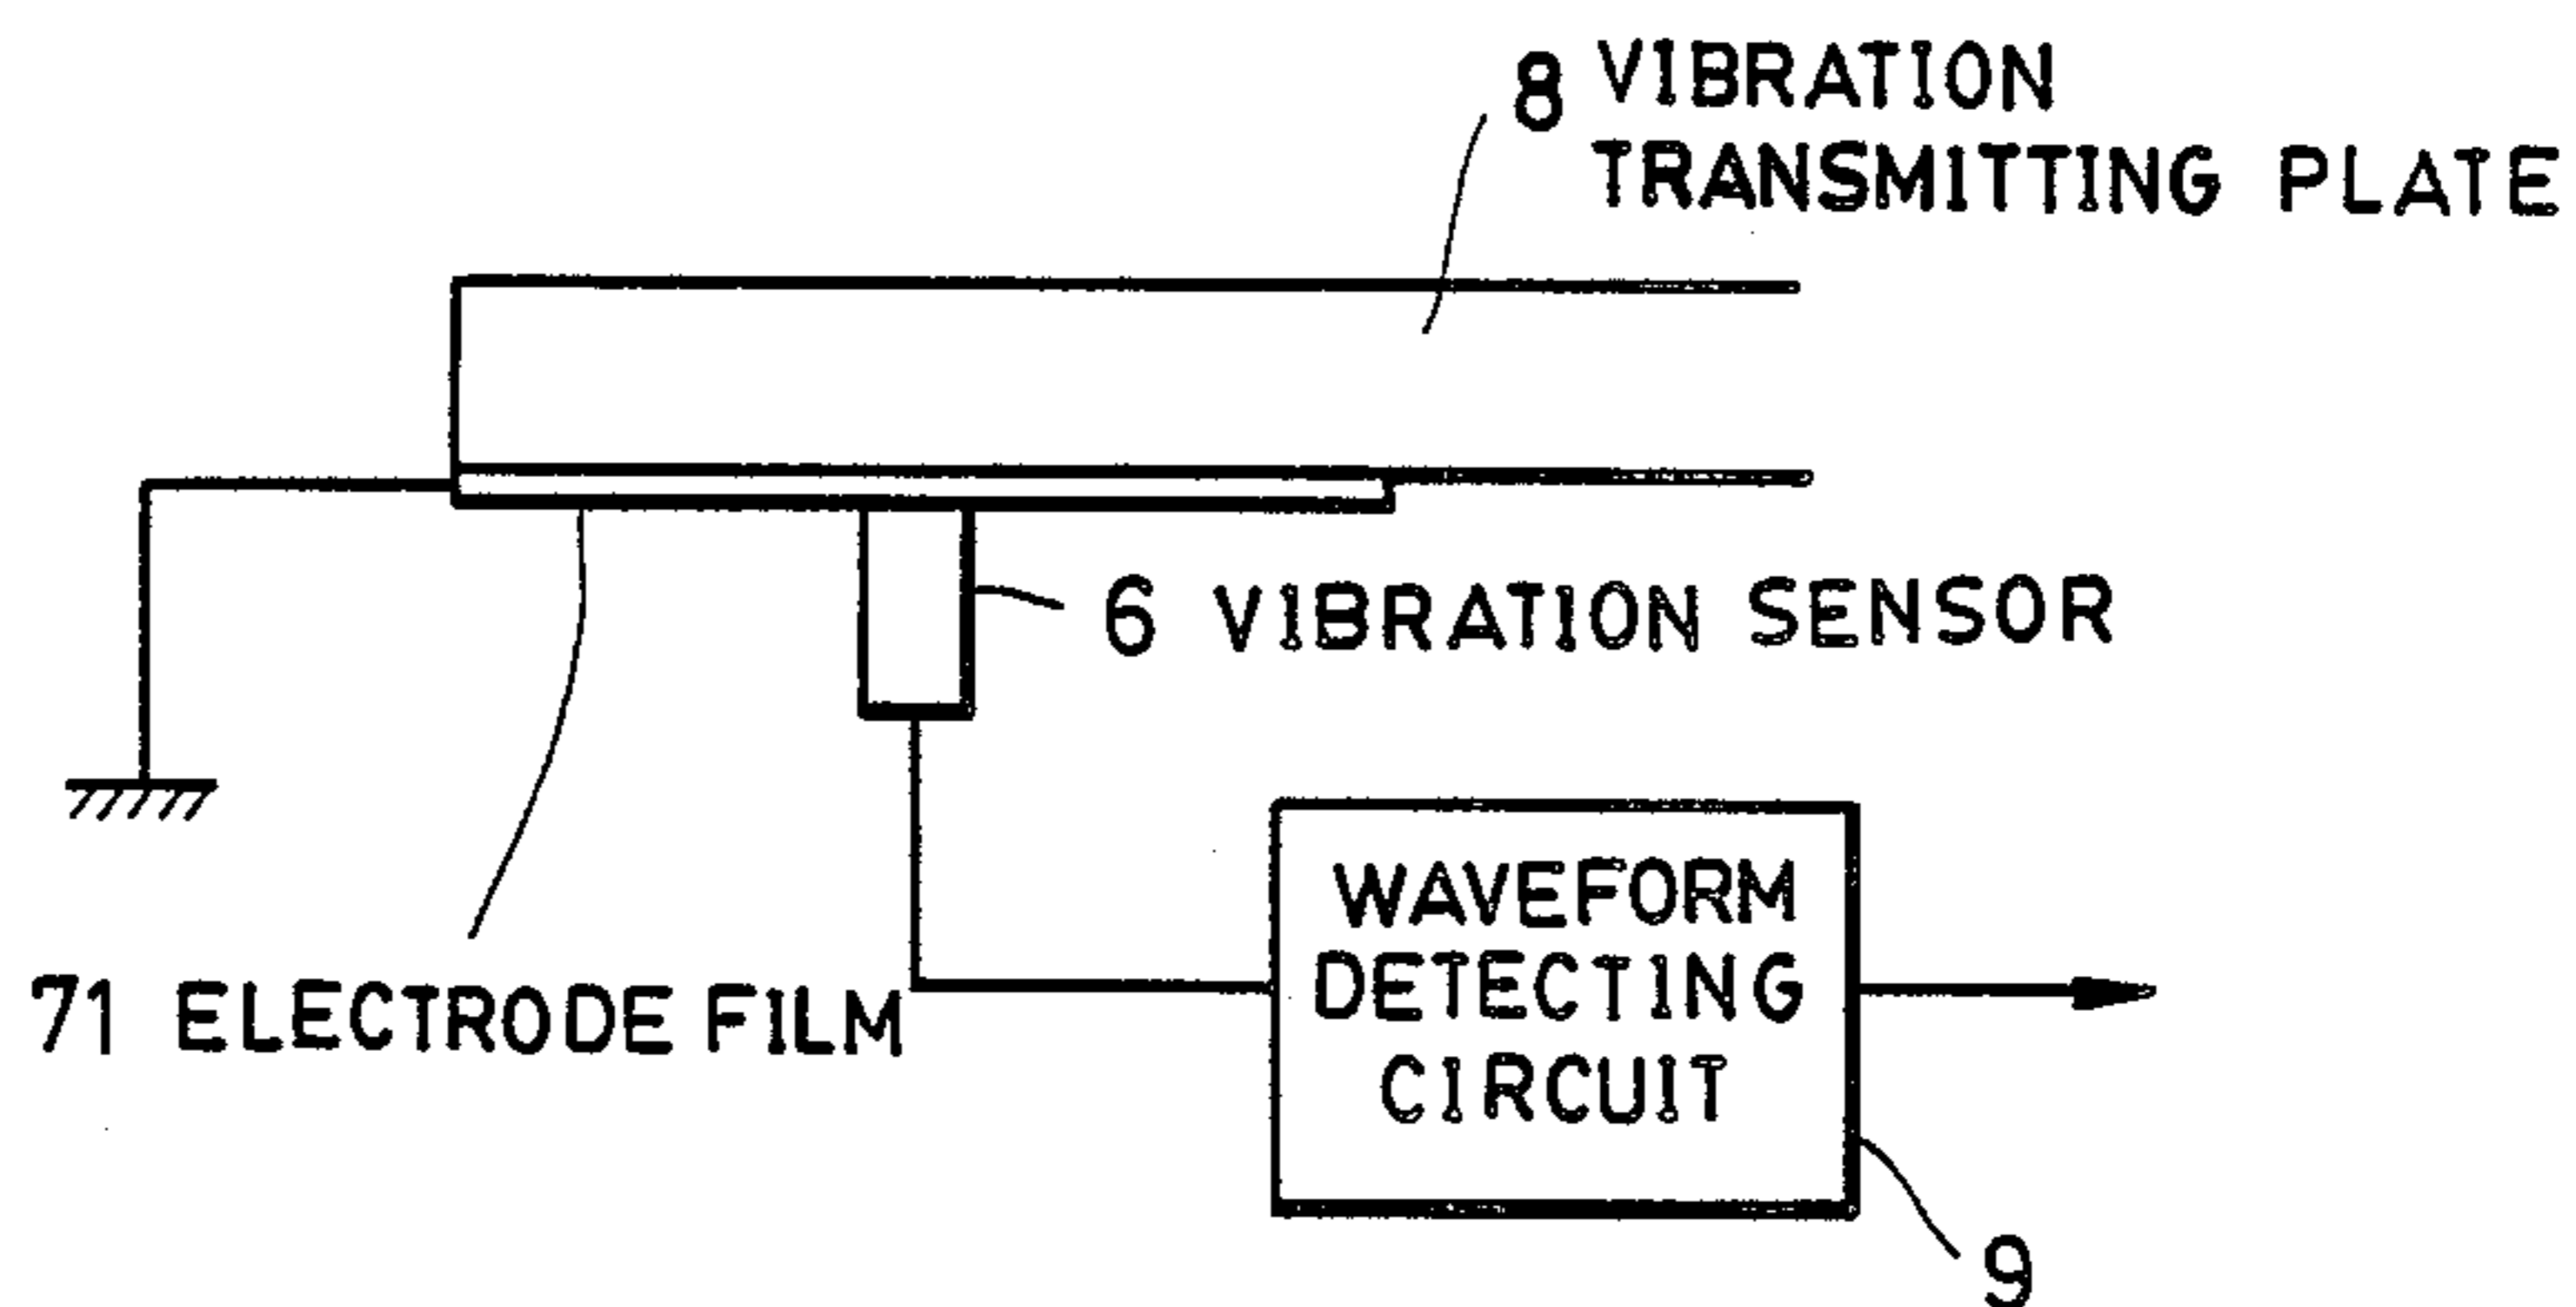 8 VIBRATION
TRANSMITTING PLATE
6 VIBRATION SENSOR
71 ELECTRODE FILM
WAVEFORM
DETECTING
CIRCUIT
9